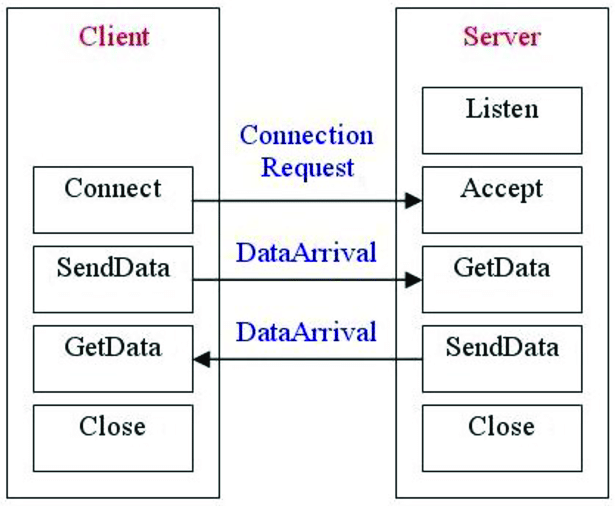 Client
Server
Listen
Connection
Request
Connect
Accept
DataArrival
SendData
GetData
DataArrival
GetData
SendData
Close
Close